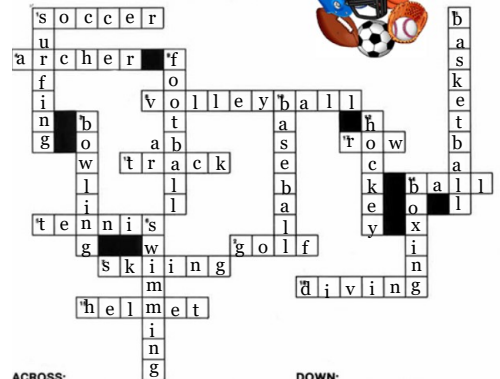 soccer
basketball
surfing
archer
football
volleyball
bowling
baseball
hockey
row
a
track
ball
boxing
tennis
swimming
golf
skiing
diving
helmet
ACROSS:
DOWN: